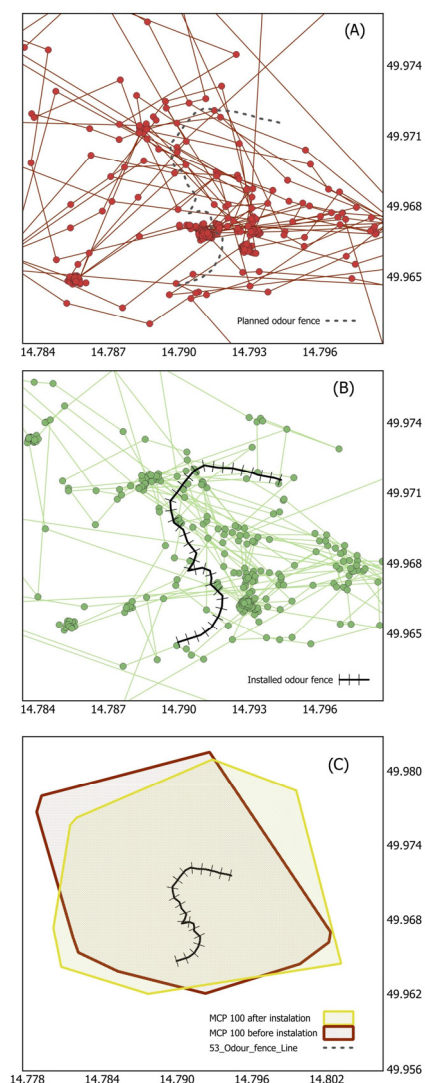 (A)
49.974
49.971
49.968
49.965
Planned odour fence
14.784 14.787 14.790 14.793 14.796
(B)
49.974
49.971
49.968
49.965
Installed odour fence
14.784 14.787 14.790 14.793 14.796
(C)
49.980
49.974
49.968
49.962
49.956
MCP 100 after instalation
MCP 100 before instalation
53_Odour_fence_Line
14.778 14.784 14.790 14.796 14.802